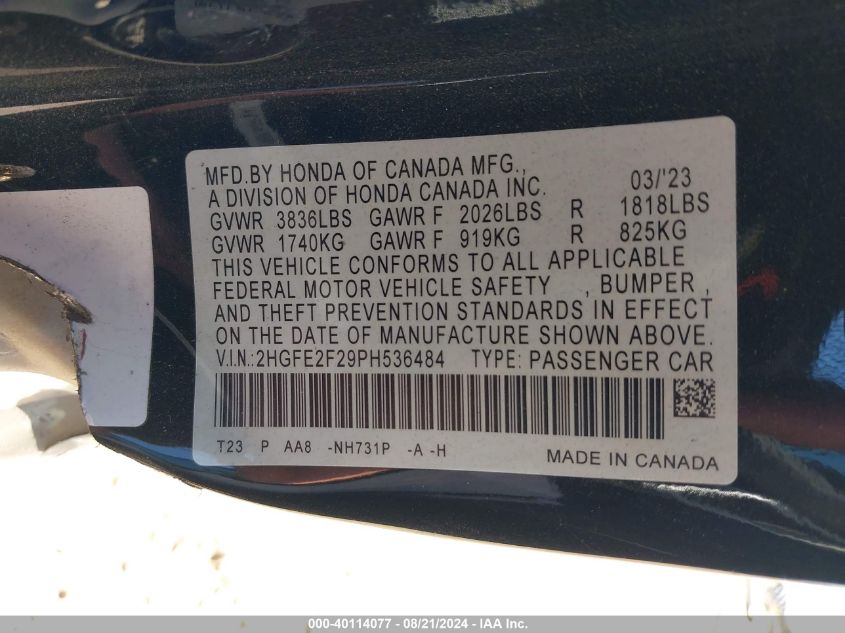 MFD.BY HONDA OF CANADA MFG.,
A DIVISION OF HONDA CANADA INC. 03/'23
GVWR 3836LBS GAWR F 2026LBS R 1818LBS
GVWR 1740KG GAWR F 919KG R 825KG
THIS VEHICLE CONFORMS TO ALL APPLICABLE
FEDERAL MOTOR VEHICLE SAFETY , BUMPER ,
AND THEFT PREVENTION STANDARDS IN EFFECT
ON THE DATE OF MANUFACTURE SHOWN ABOVE.
V.I.N.:2HGFE2F29PH536484 TYPE: PASSENGER CAR
T23 P AA8 -NH731P -A -H
MADE IN CANADA
000-40114077 - 08/21/2024 - IAA Inc.